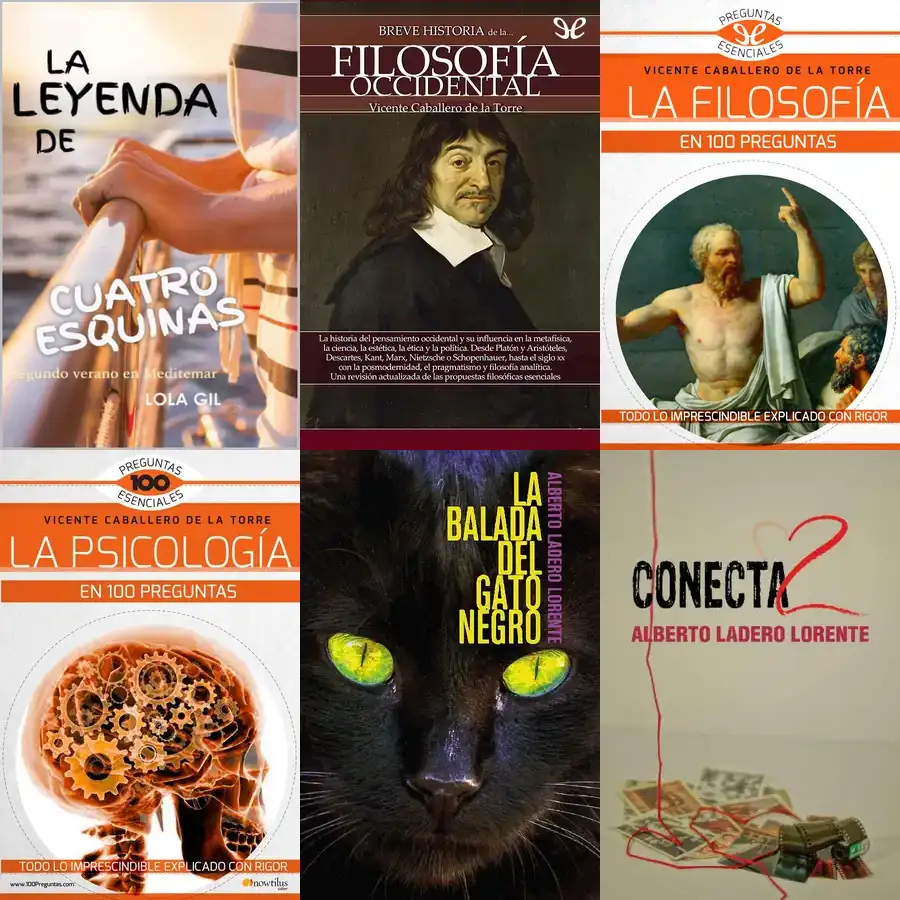 LA
LEYENDA
DE
CUATRO
ESQUINAS
segundo verano en Meditemar
LOLA GIL
BREVE HISTORIA de la...
FILOSOFÍA
OCCIDENTAL
Vicente Caballero de la Torre
La historia del pensamiento occidental y su influencia en la metafísica,
la ciencia, la estética, la ética y la política. Desde Platón y Aristóteles,
Descartes, Kant, Marx, Nietzsche o Schopenhauer, hasta el siglo XX
con la posmodernidad, el pragmatismo y filosofía analítica.
Una revisión actualizada de las propuestas filosóficas esenciales
PREGUNTAS
ESENCIALES
VICENTE CABALLERO DE LA TORRE
LA FILOSOFÍA
EN 100 PREGUNTAS
TODO LO IMPRESCINDIBLE EXPLICADO CON RIGOR
PREGUNTAS
100
ESENCIALES
VICENTE CABALLERO DE LA TORRE
LA PSICOLOGÍA
EN 100 PREGUNTAS
TODO LO IMPRESCINDIBLE EXPLICADO CON RIGOR
www.100Preguntas.com
nowtilus
saber
LA
BALADA
DEL
GATO
NEGRO
ALBERTO LADERO LORENTE
CONECTA2
ALBERTO LADERO LORENTE